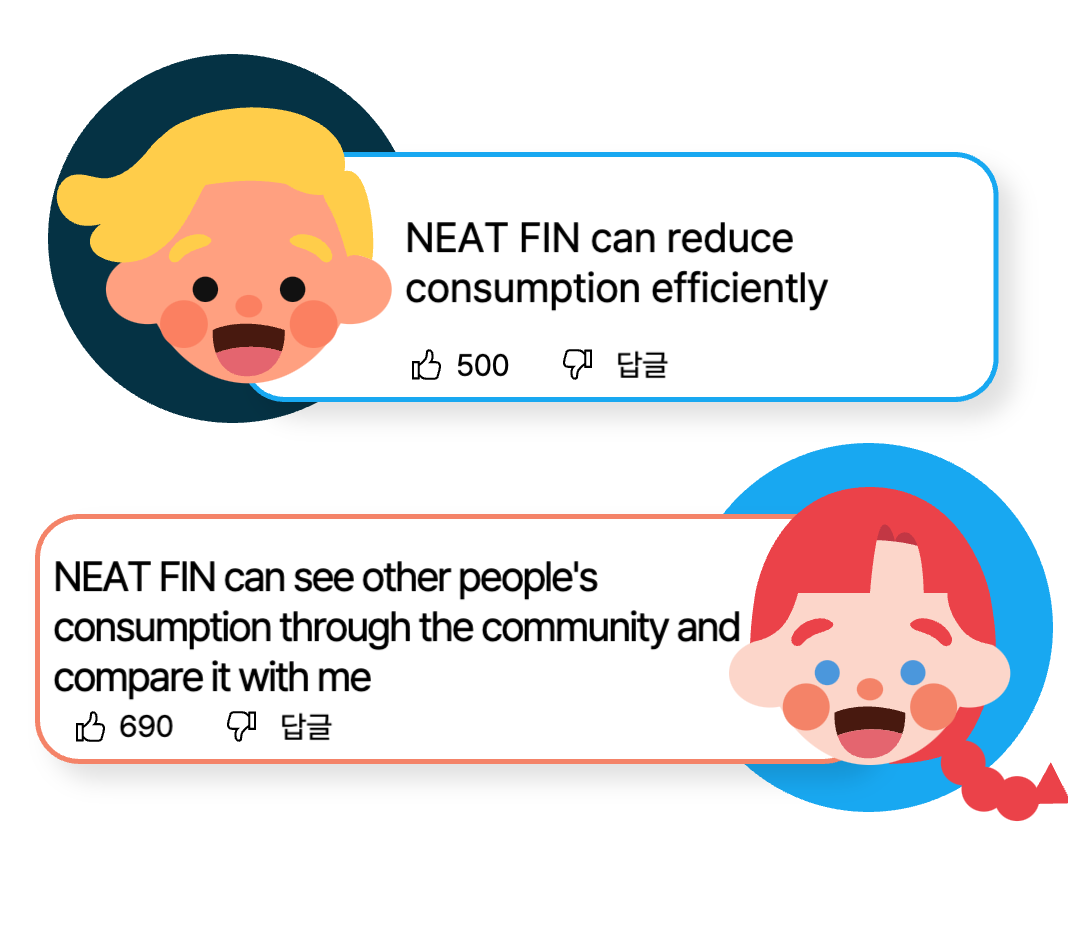 NEAT FIN can reduce
consumption efficiently
500 답글
NEAT FIN can see other people's
consumption through the community and
compare it with me
690 답글